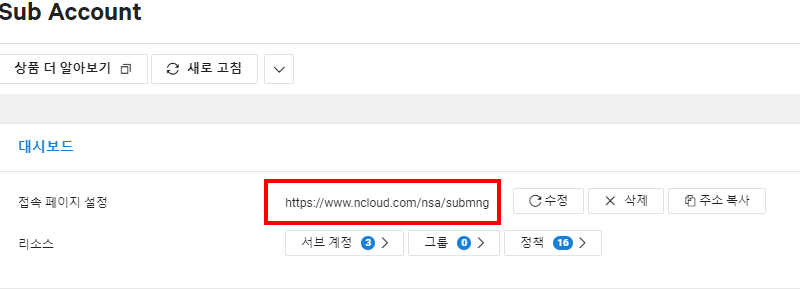 Sub Account
상품 더 알아보기 새로 고침
대시보드
접속 페이지 설정 https://www.ncloud.com/nsa/submng 수정 삭제 주소 복사
리소스 서브 계정 3 그룹 0 정책 16